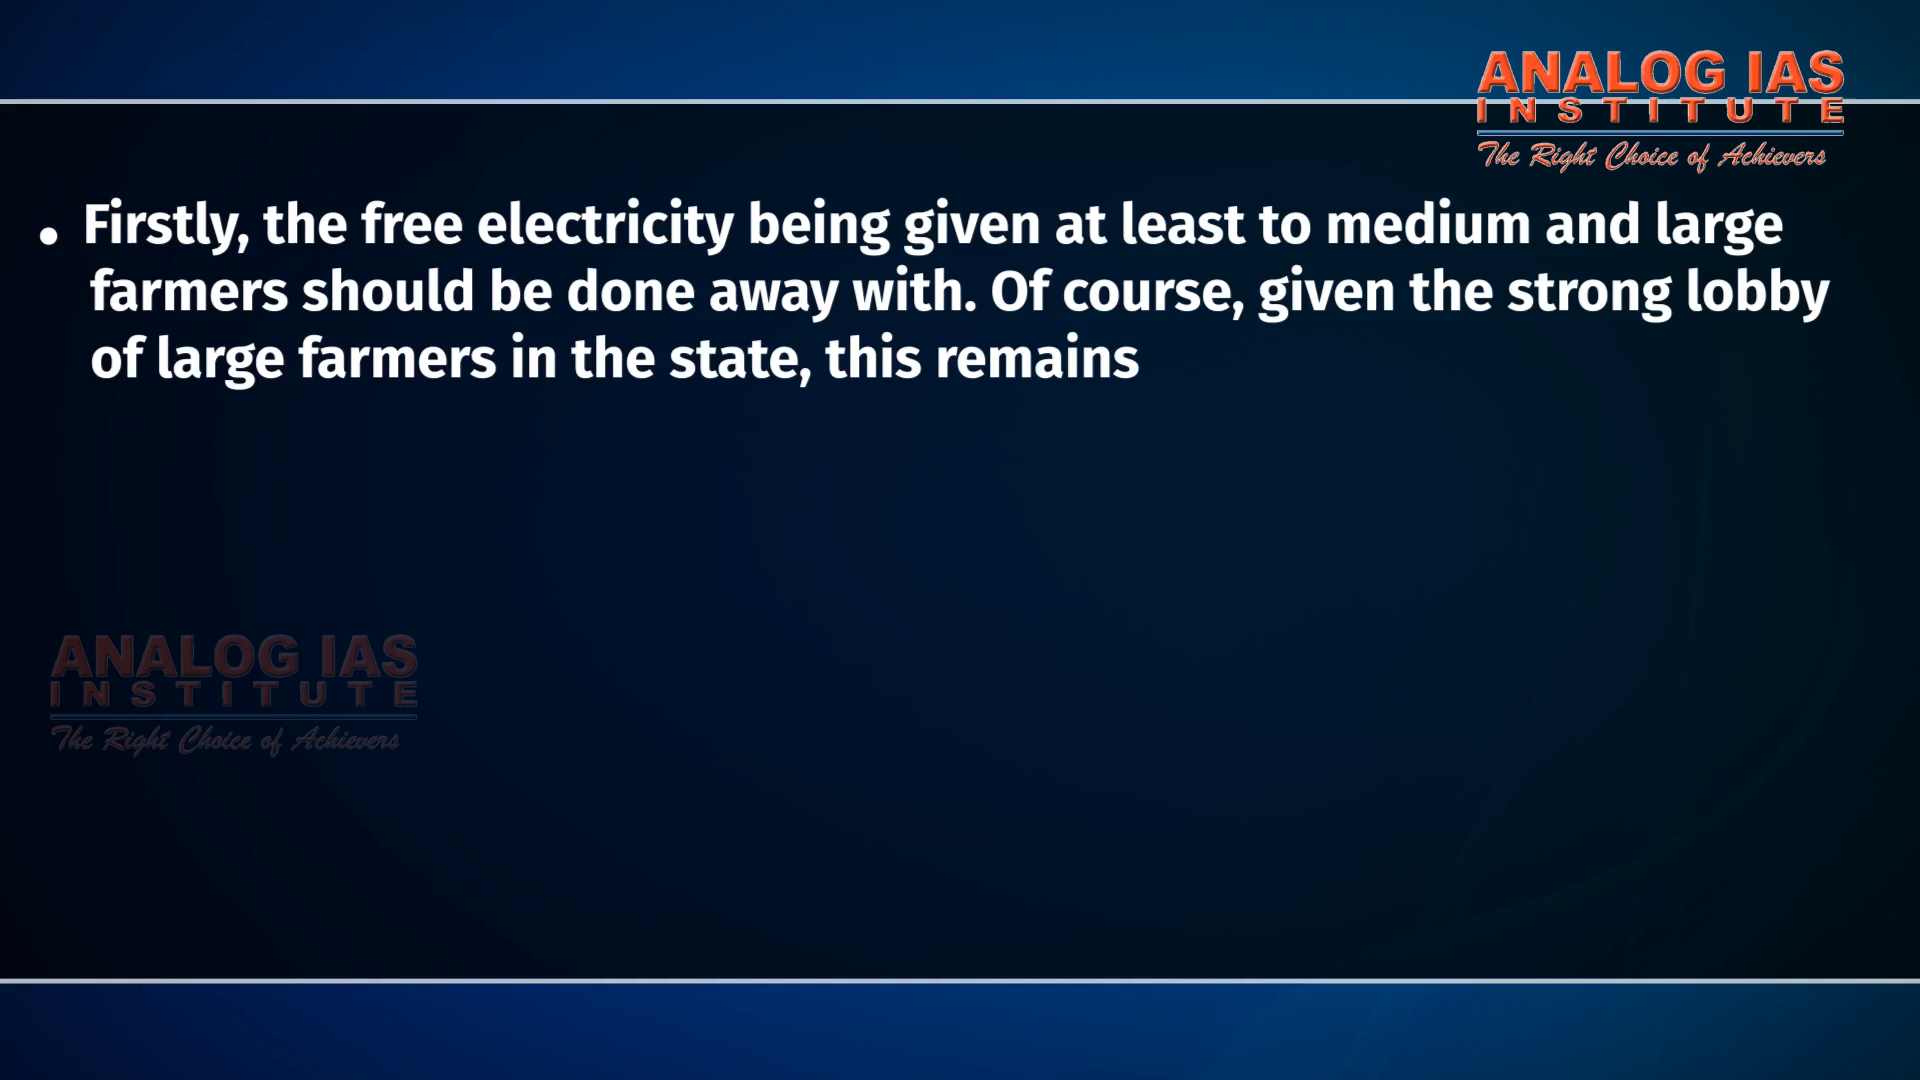 ANALOG IAS
INSTITUTE
The Right Choice of Achievers
• Firstly, the free electricity being given at least to medium and large
farmers should be done away with. Of course, given the strong lobby
of large farmers in the state, this remains
ANALOG IAS
INSTITUTE
The Right Choice of Achievers